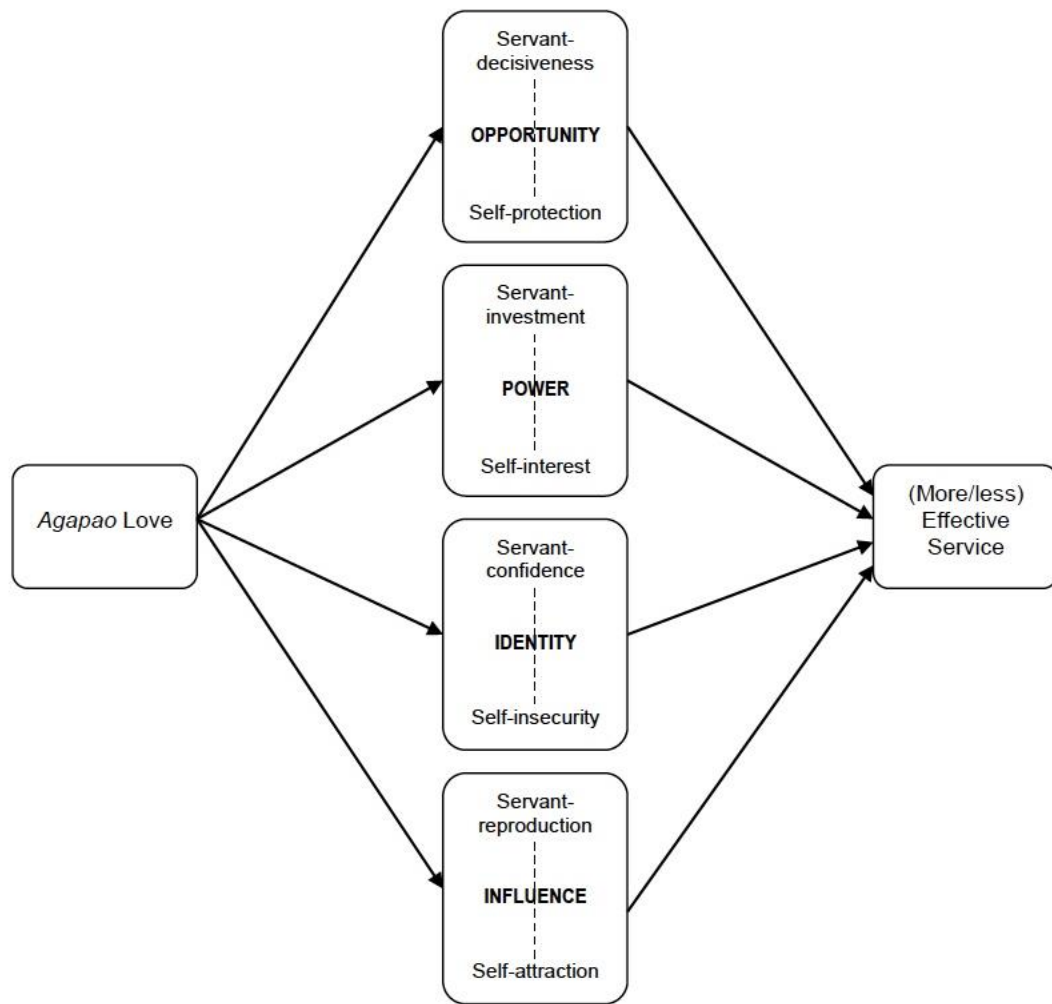 Servant-
decisiveness
OPPORTUNITY
Self-protection
Servant-
investment
POWER
Self-interest
Agapao Love
(More/less)
Effective
Service
Servant-
confidence
IDENTITY
Self-insecurity
Servant-
reproduction
INFLUENCE
Self-attraction